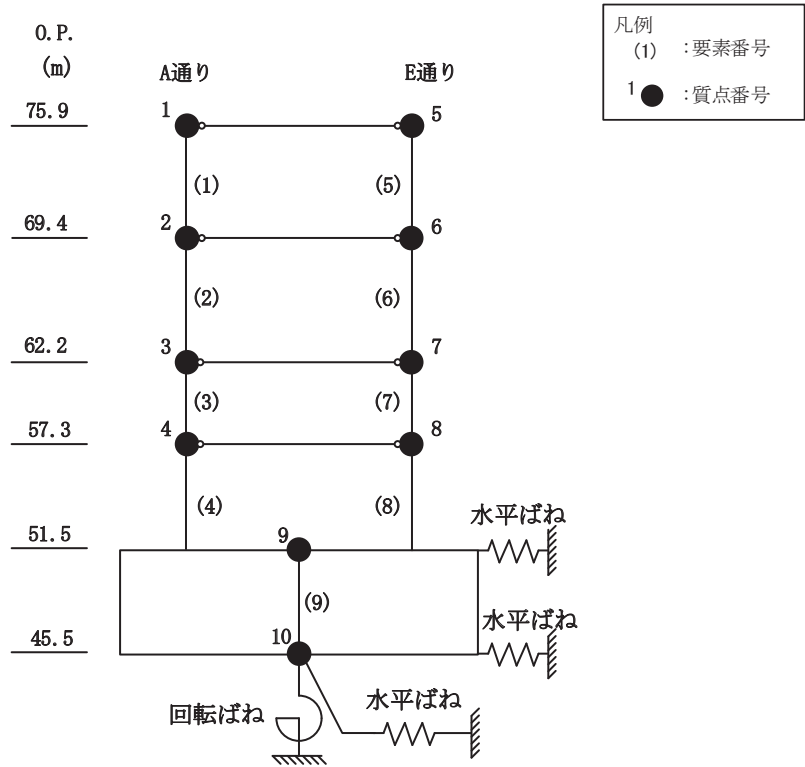 O.P.
(m)
A通り
E通り
凡例
(1) :要素番号
1 :質点番号
75.9
1
5
(1)
(5)
69.4
2
6
(2)
(6)
62.2
3
7
(3)
(7)
57.3
4
8
(4)
(8)
水平ばね
51.5
9
(9)
水平ばね
45.5
10
水平ばね
回転ばね